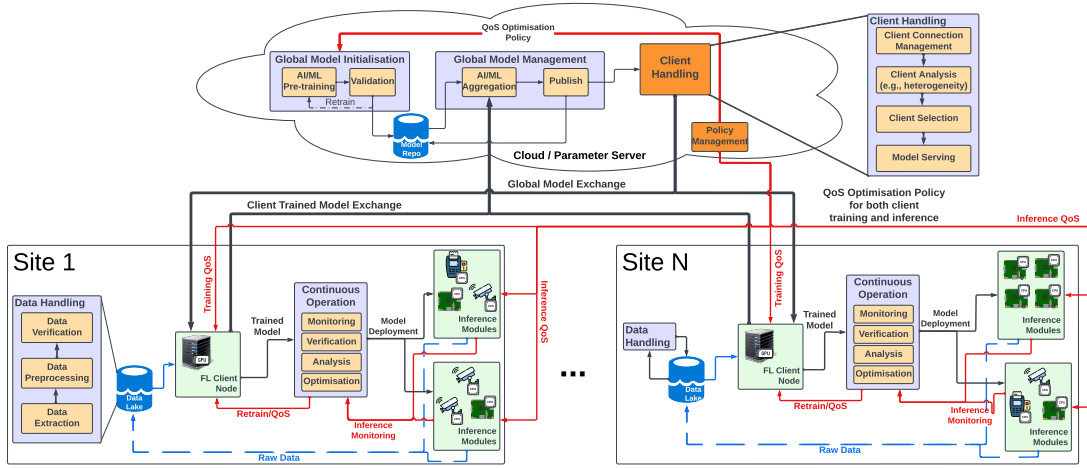 QoS Optimisation
Policy
Client Handling
Client Connection
Management
Client Analysis
(e.g., heterogeneity)
Client Selection
Model Serving
Global Model Initialisation
AI/ML
Pre-training
Validation
Retrain
Global Model Management
AI/ML
Aggregation
Publish
Client
Handling
Model
Repo
Policy
Management
Cloud / Parameter Server
Global Model Exchange
Client Trained Model Exchange
QoS Optimisation Policy
for both client
training and inference
Inference QoS
Site 1
Data Handling
Data
Verification
Data
Preprocessing
Data
Extraction
Data
Lake
Training QoS
GPU
FL Client
Node
Trained
Model
Retrain/QoS
Continuous
Operation
Monitoring
Verification
Analysis
Optimisation
Model
Deployment
Inference
Modules
Inference
Modules
Inference
Monitoring
Raw Data
Inference QoS
...
Site N
Data
Handling
Data
Lake
Training QoS
GPU
FL Client
Node
Trained
Model
Retrain/QoS
Continuous
Operation
Monitoring
Verification
Analysis
Optimisation
Model
Deployment
Inference
Modules
Inference
Modules
Inference
Monitoring
Raw Data